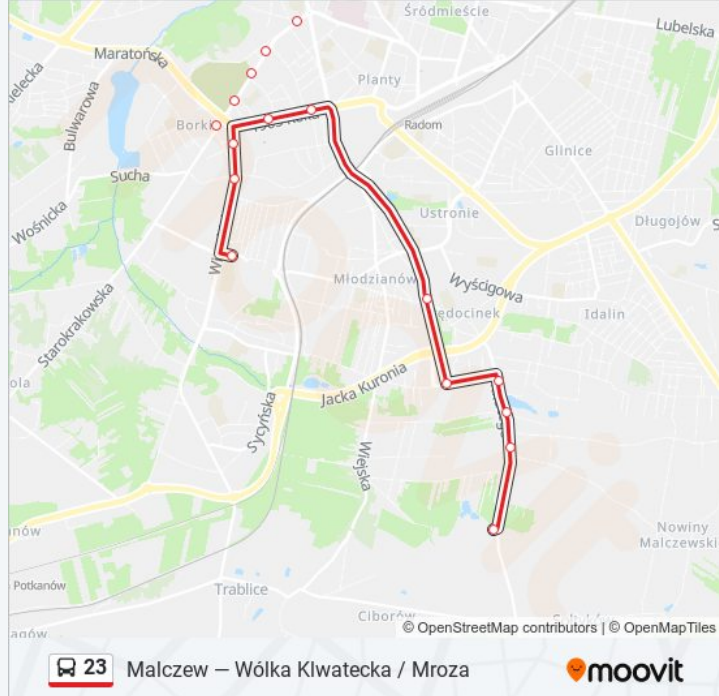 Śródmieście
Lubelska
Maratońska
Planty
Bulwarowa
Borki
Radom
Glinice
Sucha
Wośnicka
Ustronie
Długojów
Młodzianów
Wyścigowa
Idalin
Starokrakowska
Jacka Kuronia
Sycyńska
Wiejska
Nowiny
Malczewski
Potkanów
Trablice
Ciborów
© OpenStreetMap contributors | © OpenMapTiles
23 Malczew — Wólka Klwatecka / Mroza
moovit